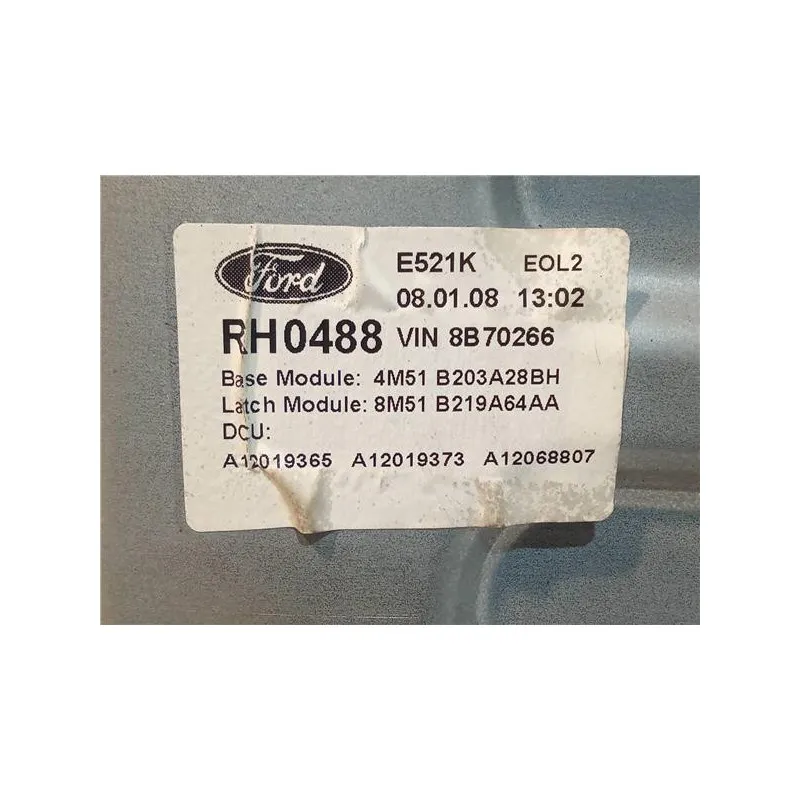 Ford E521K EOL2
08.01.08 13:02
RH0488 VIN 8B70266
Base Module: 4M51 B203A28BH
Latch Module: 8M51 B219A64AA
DCU:
A12019365 A12019373 A12068807